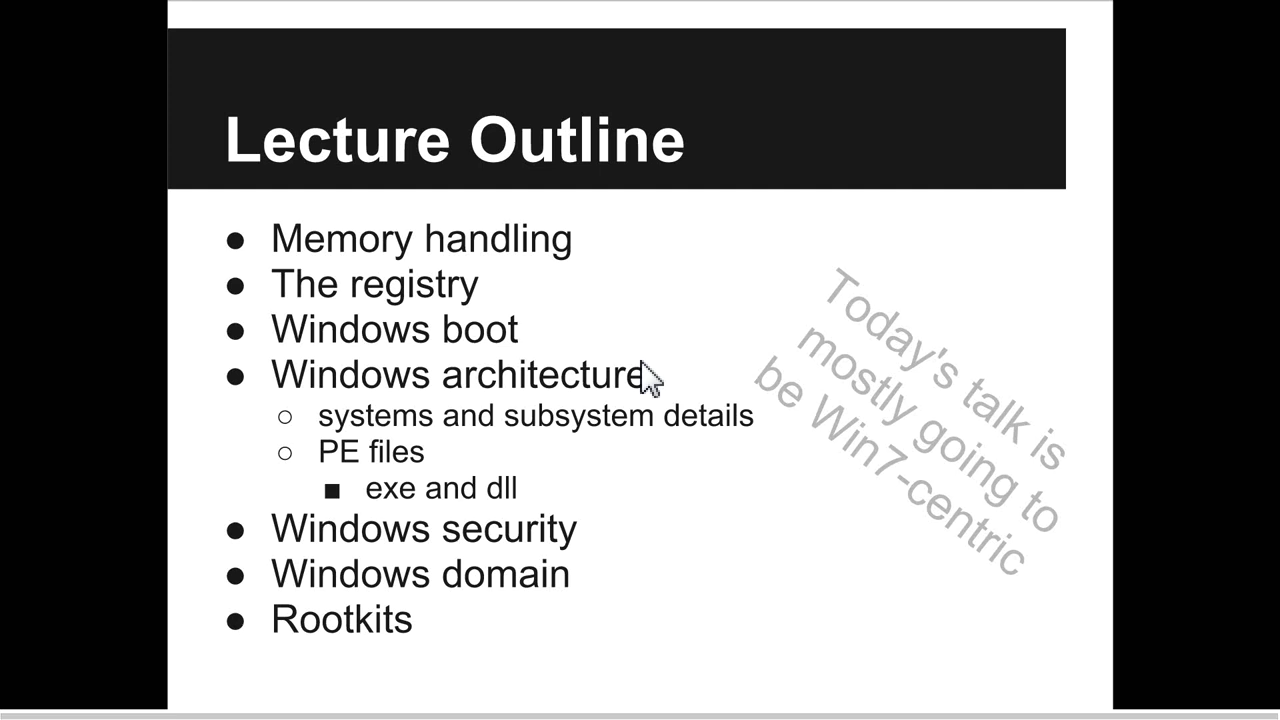 Lecture Outline
● Memory handling
● The registry
● Windows boot
● Windows architecture
○ systems and subsystem details
○ PE files
■ exe and dll
● Windows security
● Windows domain
● Rootkits
Today's talk is
mostly going to
be Win7-centric